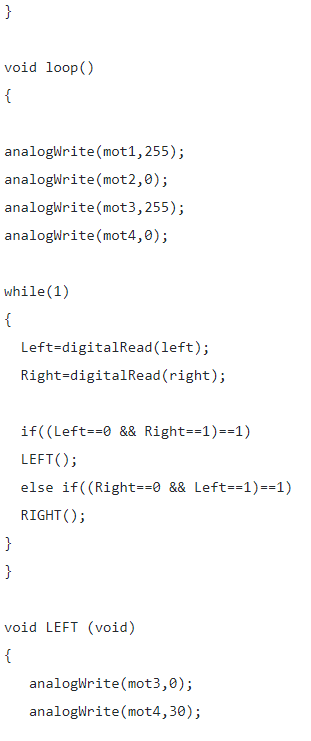 }
void loop()
{
analogWrite(mot1,255);
analogWrite(mot2,0);
analogWrite(mot3,255);
analogWrite(mot4,0);
while(1)
{
Left=digitalRead(left);
Right=digitalRead(right);
if((Left==0 && Right==1)==1)
LEFT();
else if((Right==0 && Left==1)==1)
RIGHT();
}
}
void LEFT (void)
{
analogWrite(mot3,0);
analogWrite(mot4,30);